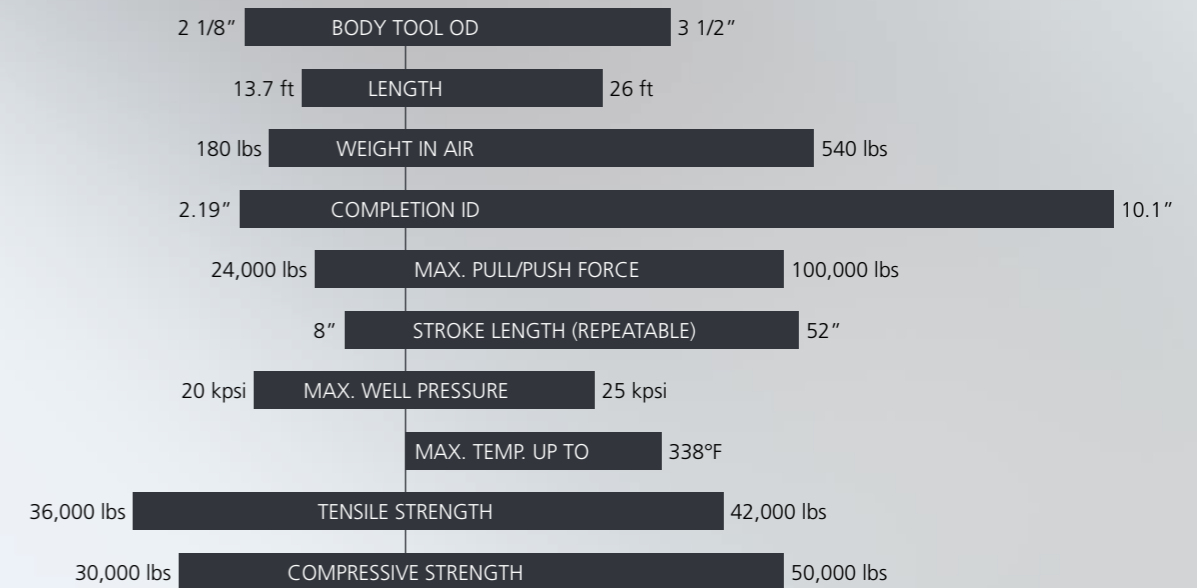 2 1/8” BODY TOOL OD 3 1/2”
13.7 ft LENGTH 26 ft
180 lbs WEIGHT IN AIR 540 lbs
2.19” COMPLETION ID 10.1”
24,000 lbs MAX. PULL/PUSH FORCE 100,000 lbs
8” STROKE LENGTH (REPEATABLE) 52”
20 kpsi MAX. WELL PRESSURE 25 kpsi
MAX. TEMP. UP TO 338ºF
36,000 lbs TENSILE STRENGTH 42,000 lbs
30,000 lbs COMPRESSIVE STRENGTH 50,000 lbs